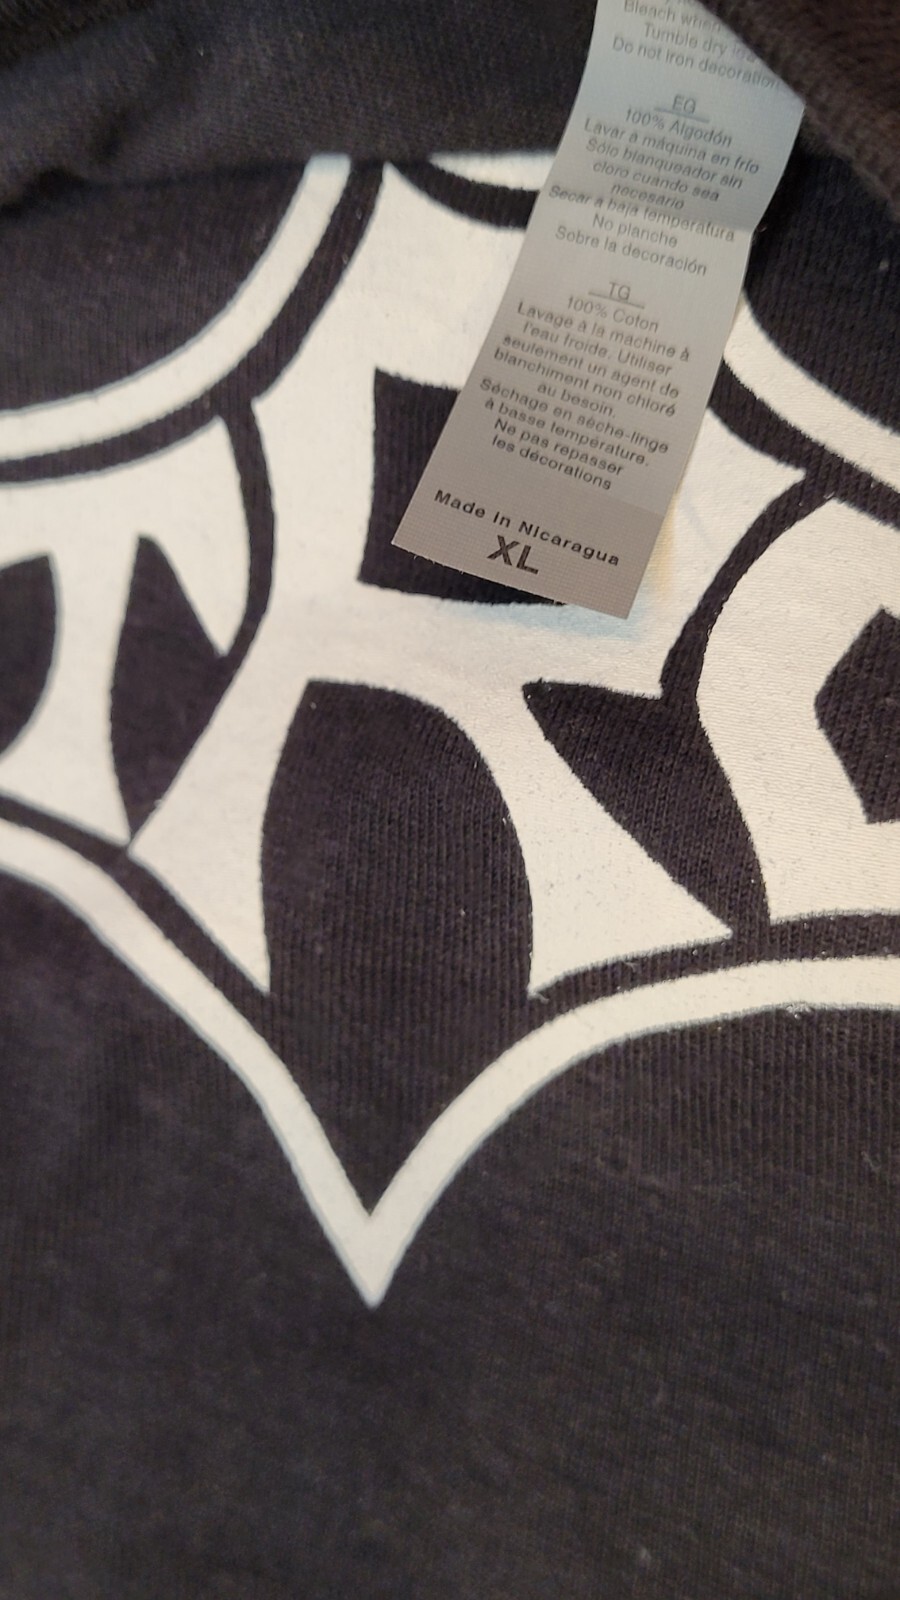 Bleach when
Tumble dry low
Do not iron decoration
EG
100% Algodón
Lavar a máquina en frío
Sólo blanqueador sin
cloro cuando sea
necesario
Secar a baja temperatura
No planche
Sobre la decoración
TG
100% Coton
Lavage à la machine à
l'eau froide. Utiliser
seulement un agent de
blanchiment non chloré
au besoin.
Séchage en sèche-linge
à basse température.
Ne pas repasser
les décorations
Made in Nicaragua
XL